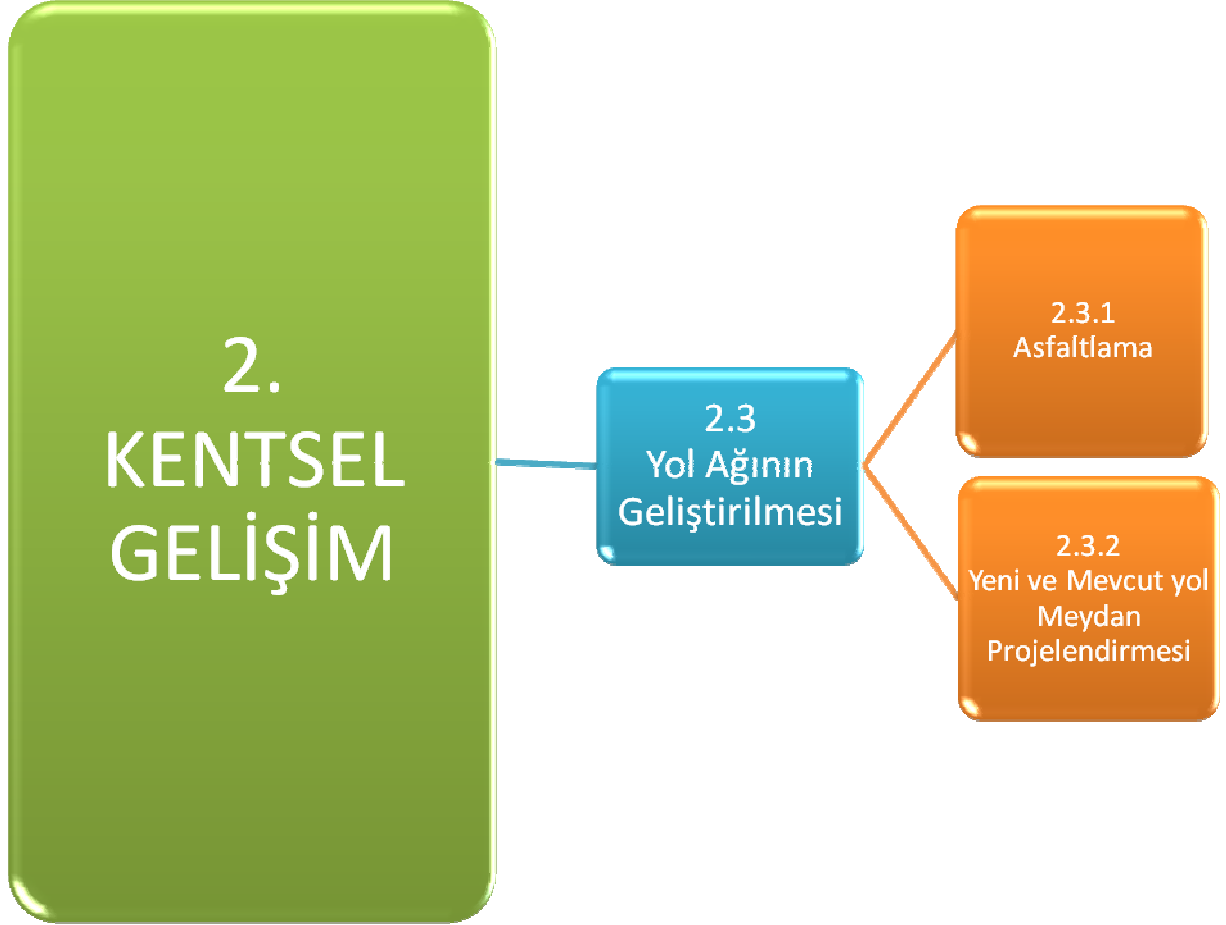 2.
KENTSEL
GELİŞİM
2.3
Yol Ağının
Geliştirilmesi
2.3.1
Asfaltlama
2.3.2
Yeni ve Mevcut yol
Meydan
Projelendirmesi